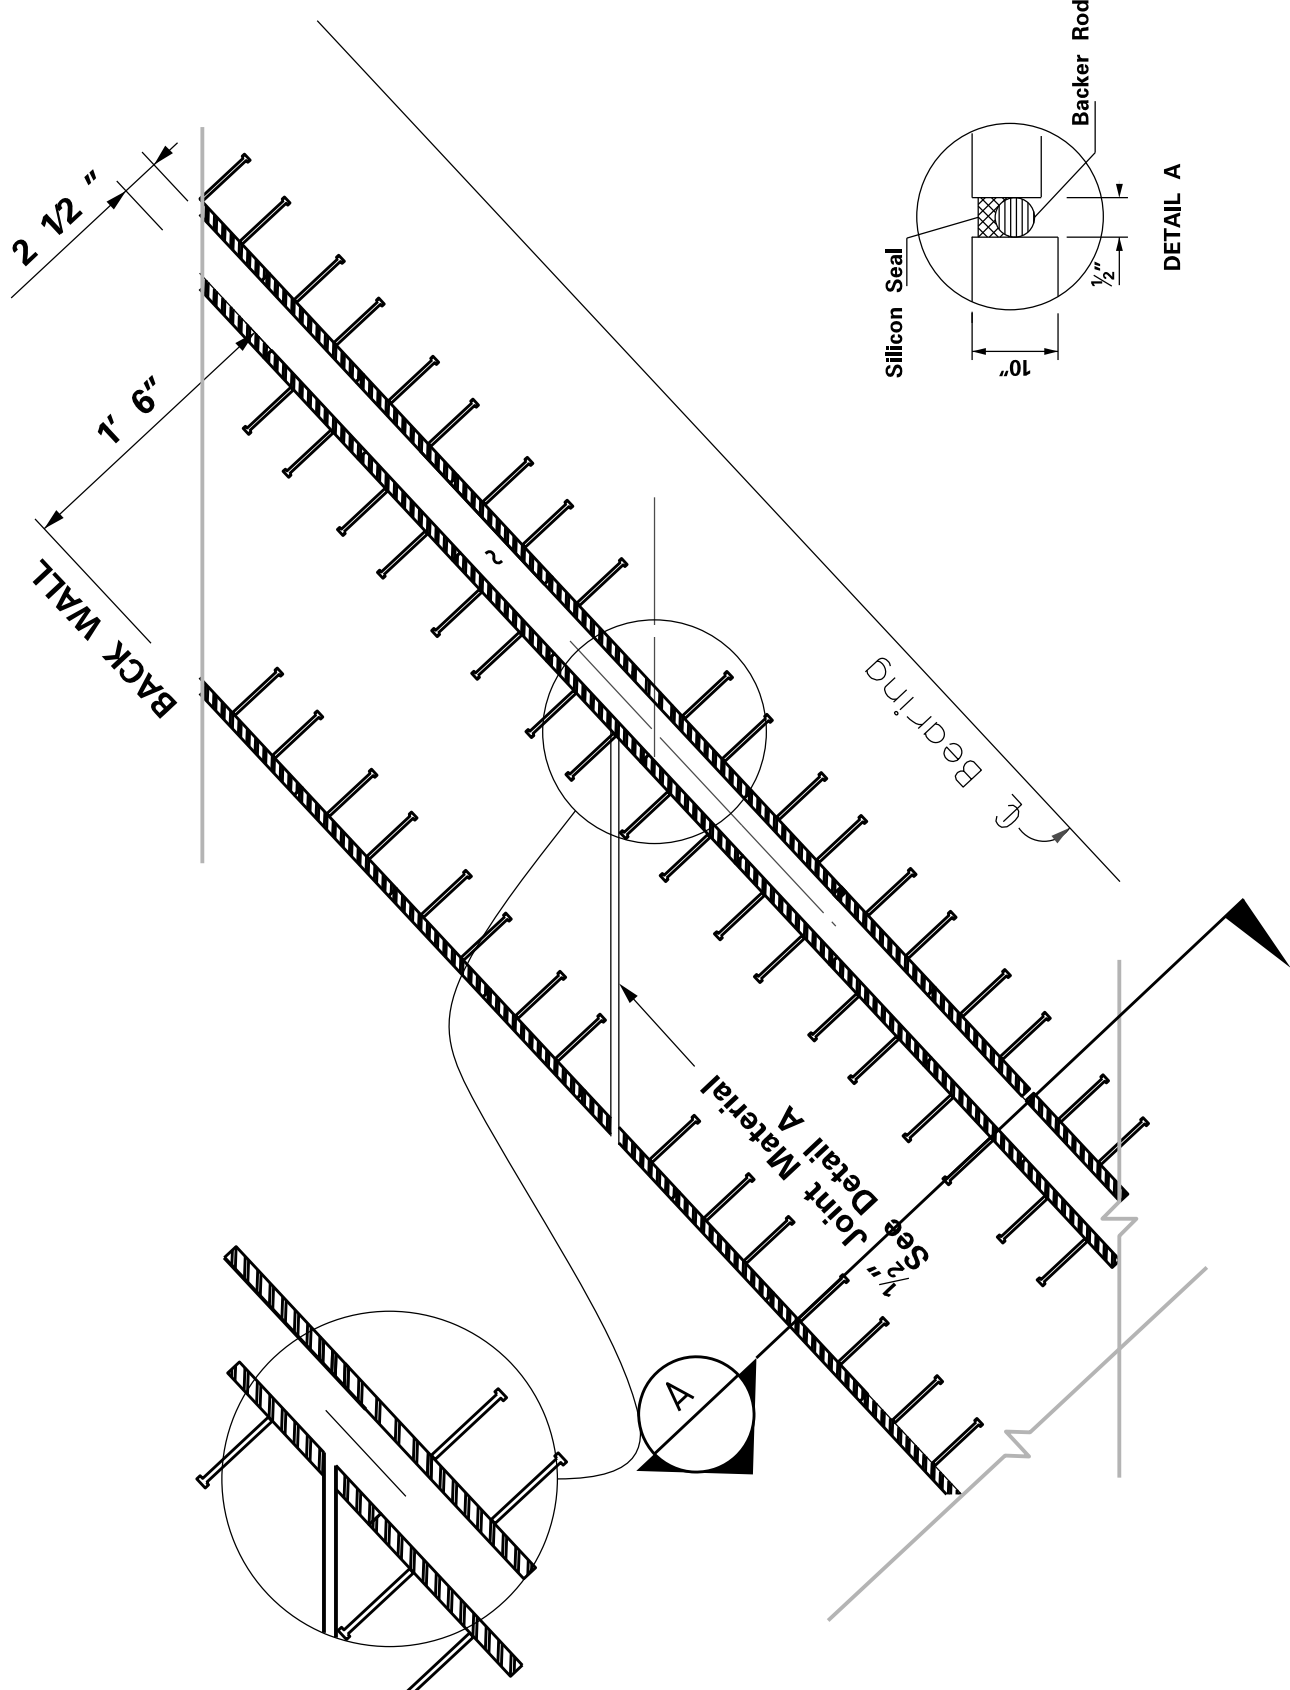 2 1/2 "
1' 6"
BACK WALL
~
℄ Bearing
½" Joint Material
See Detail A
A
Silicon Seal
Backer Rod
10"
½"
DETAIL A